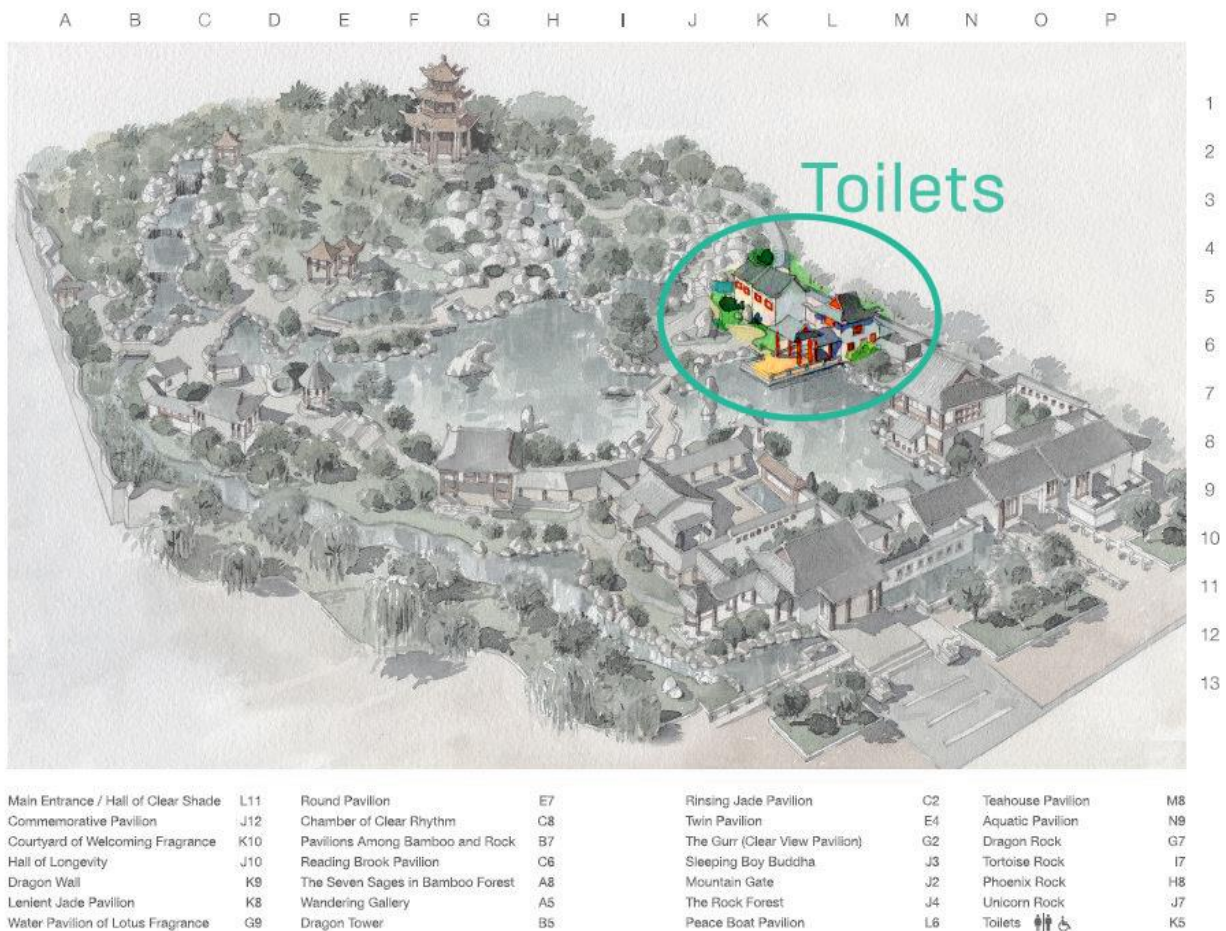 A B C D E F G H I J K L M N O P
1
2
Toilets
3
4
5
6
7
8
9
10
11
12
13
Main Entrance / Hall of Clear Shade L11
Commemorative Pavilion J12
Courtyard of Welcoming Fragrance K10
Hall of Longevity J10
Dragon Wall K9
Lenient Jade Pavilion K8
Water Pavilion of Lotus Fragrance G9
Round Pavilion E7
Chamber of Clear Rhythm C8
Pavilions Among Bamboo and Rock B7
Reading Brook Pavilion C6
The Seven Sages in Bamboo Forest A8
Wandering Gallery A5
Dragon Tower B5
Rinsing Jade Pavilion C2
Twin Pavilion E4
The Gurr (Clear View Pavilion) G2
Sleeping Boy Buddha J3
Mountain Gate J2
The Rock Forest J4
Peace Boat Pavilion L6
Teahouse Pavilion M8
Aquatic Pavilion N9
Dragon Rock G7
Tortoise Rock I7
Phoenix Rock H8
Unicorn Rock J7
Toilets K5